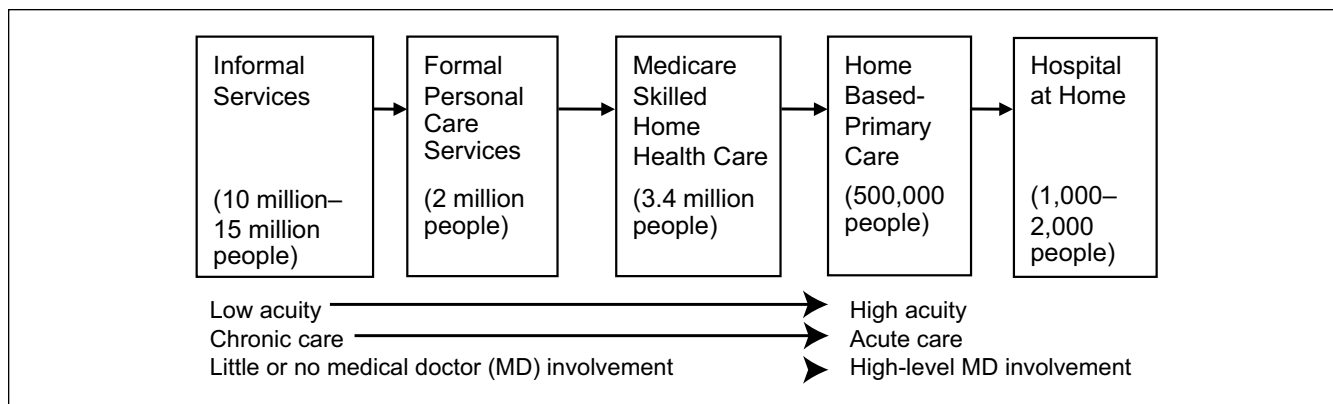 Informal
Services
(10 million–
15 million
people)
Formal
Personal
Care
Services
(2 million
people)
Medicare
Skilled
Home
Health Care
(3.4 million
people)
Home
Based-
Primary
Care
(500,000
people)
Hospital
at Home
(1,000–
2,000
people)
Low acuity High acuity
Chronic care Acute care
Little or no medical doctor (MD) involvement High-level MD involvement